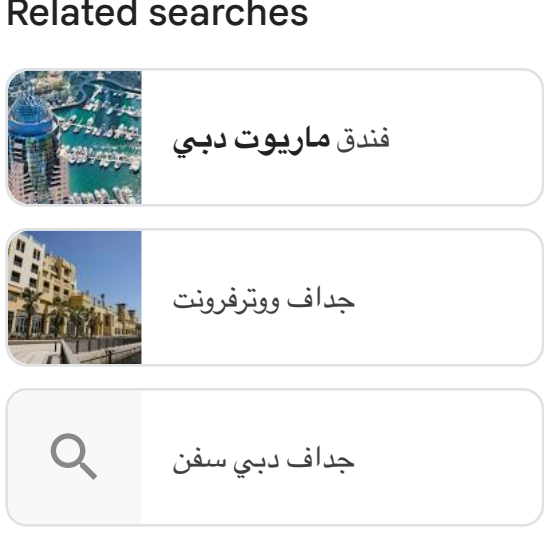 Related searches
فندق ماريوت دبي
جداف ووترفرونت
جداف دبي سفن